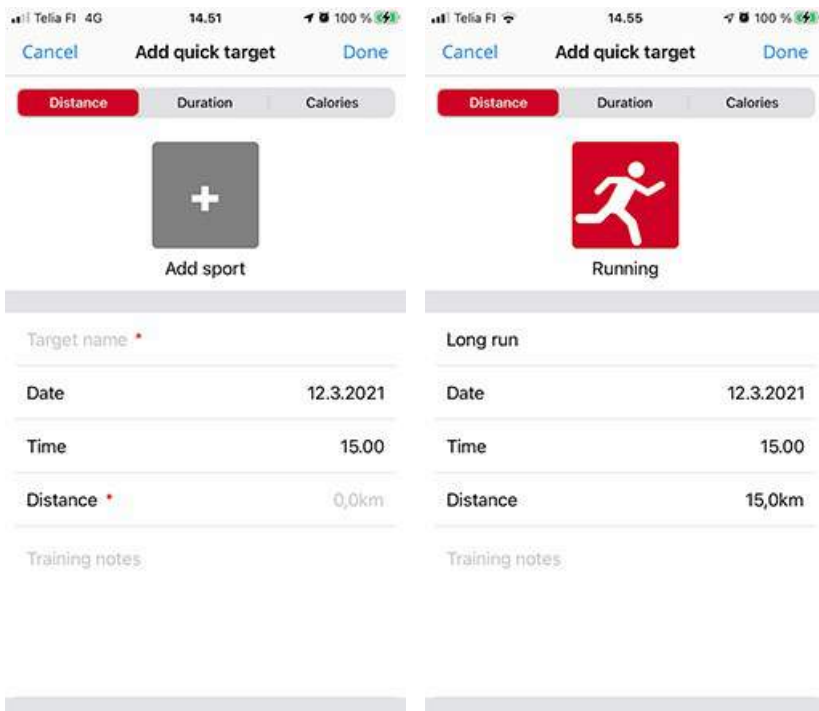 Telia FI 4G 14.51 100 %
Cancel Add quick target Done
Distance Duration Calories
+
Add sport
Target name *
Date 12.3.2021
Time 15.00
Distance * 0,0km
Training notes
Telia FI 14.55 100 %
Cancel Add quick target Done
Distance Duration Calories
Running
Long run
Date 12.3.2021
Time 15.00
Distance 15,0km
Training notes